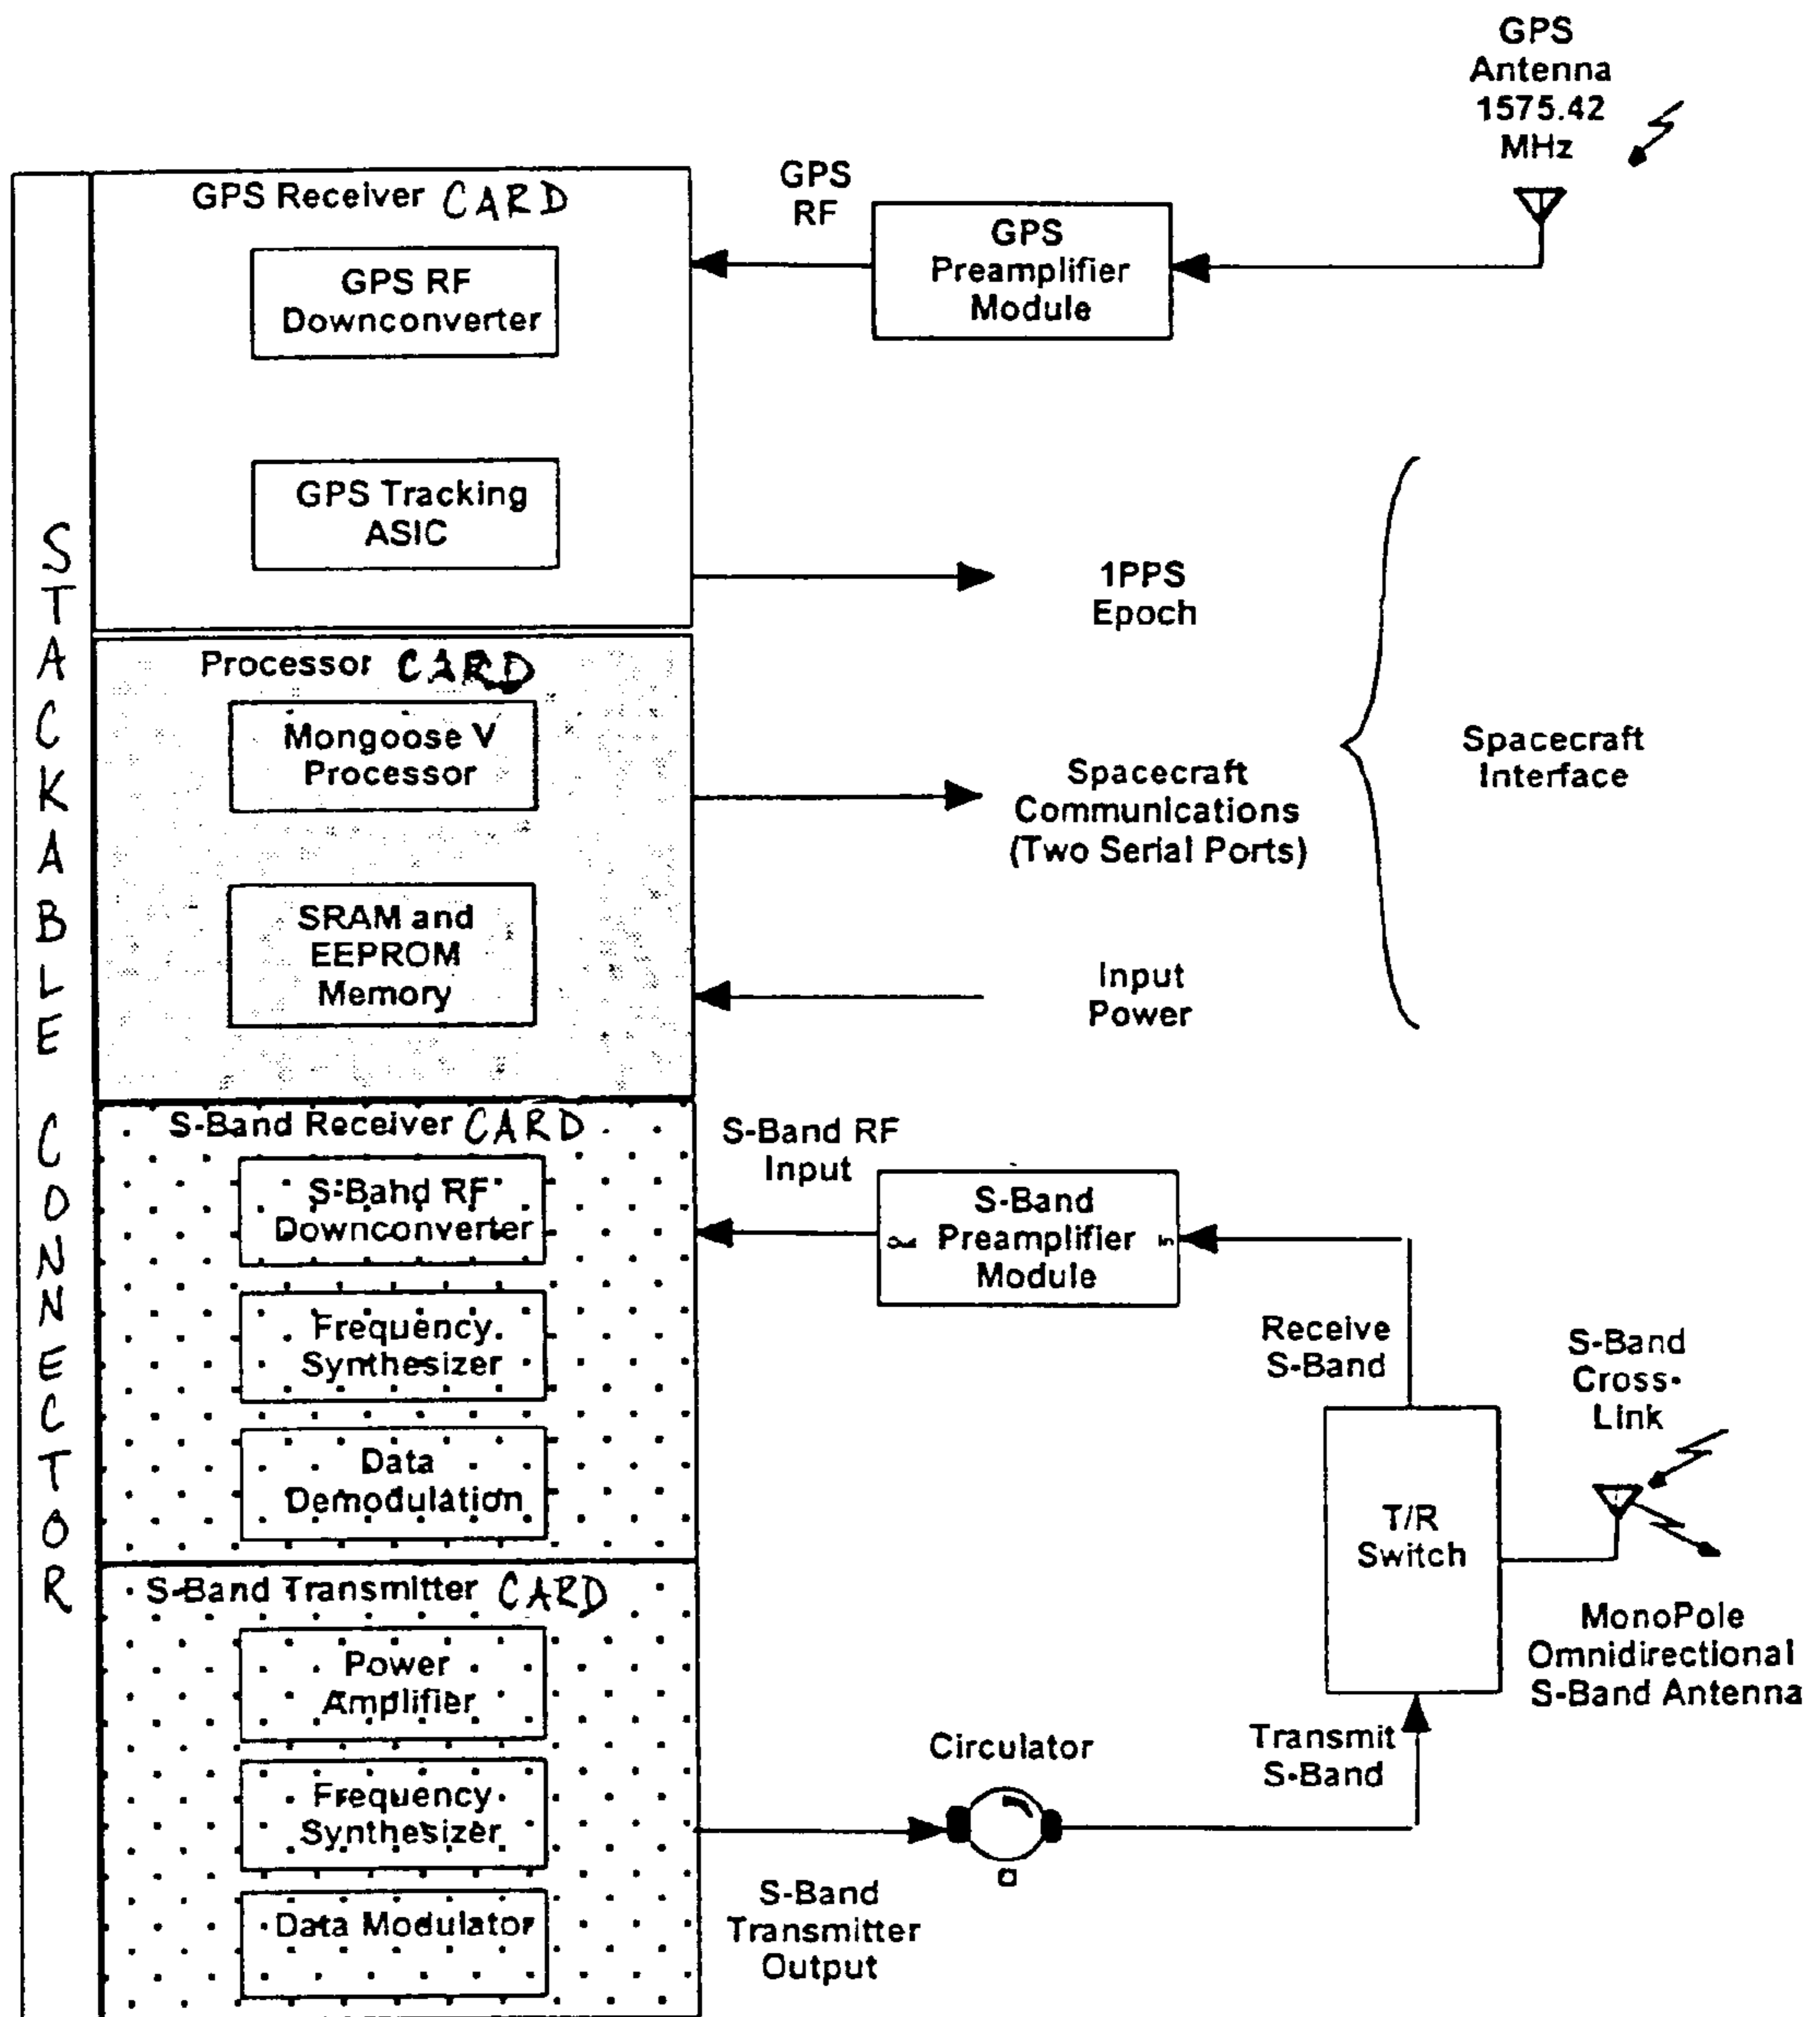 GPS
Antenna
1575.42
MHz
GPS Receiver CARD
GPS
RF
GPS RF
Downconverter
GPS
Preamplifier
Module
GPS Tracking
ASIC
1PPS
Epoch
Processor CARD
Mongoose V
Processor
Spacecraft
Communications
(Two Serial Ports)
Spacecraft
Interface
SRAM and
EEPROM
Memory
Input
Power
STACKABLE CONNECTOR
S-Band Receiver CARD
S-Band RF
Input
S-Band RF
Downconverter
S-Band
Preamplifier
Module
Frequency
Synthesizer
Receive
S-Band
S-Band
Cross-
Link
Data
Demodulation
T/R
Switch
S-Band Transmitter CARD
MonoPole
Omnidirectional
S-Band Antenna
Power
Amplifier
Circulator
Transmit
S-Band
Frequency
Synthesizer
Data Modulator
S-Band
Transmitter
Output